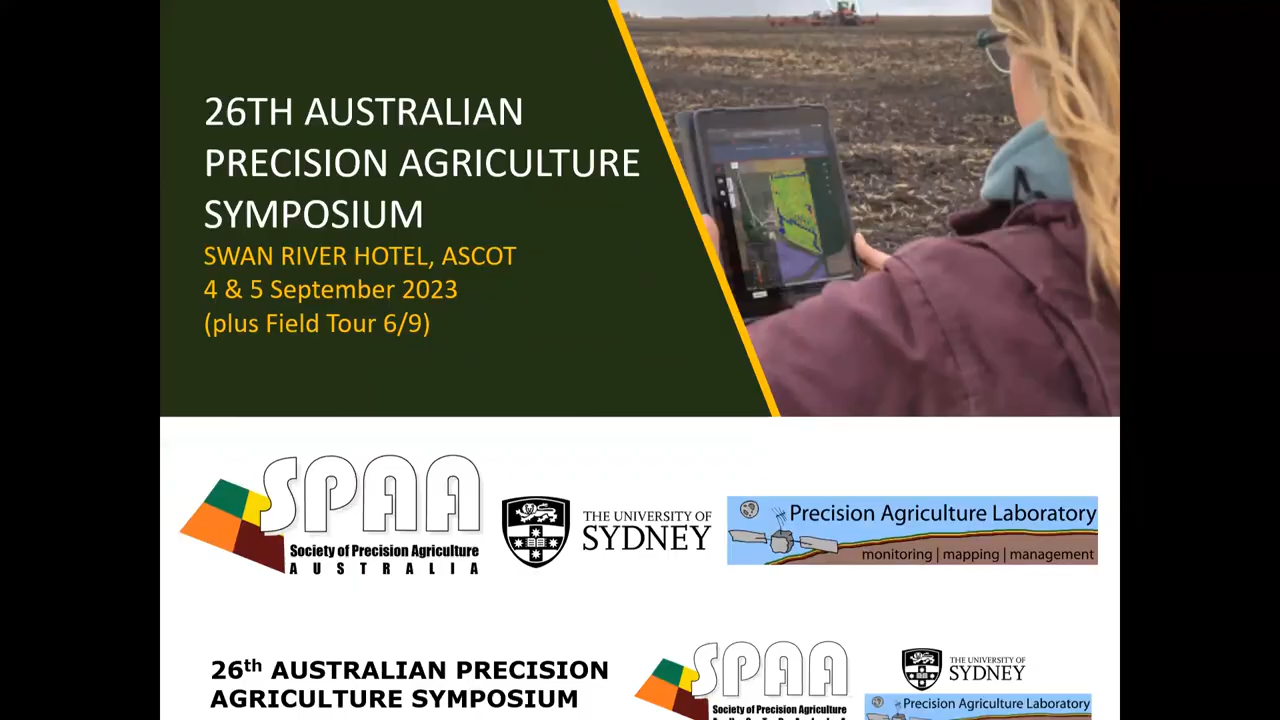 26TH AUSTRALIAN
PRECISION AGRICULTURE
SYMPOSIUM
SWAN RIVER HOTEL, ASCOT
4 & 5 September 2023
(plus Field Tour 6/9)
SPAA
Society of Precision Agriculture
AUSTRALIA
THE UNIVERSITY OF
SYDNEY
Precision Agriculture Laboratory
monitoring | mapping | management
26th AUSTRALIAN PRECISION
AGRICULTURE SYMPOSIUM
SPAA
Society of Precision Agriculture
THE UNIVERSITY OF
SYDNEY
Precision Agriculture Laboratory